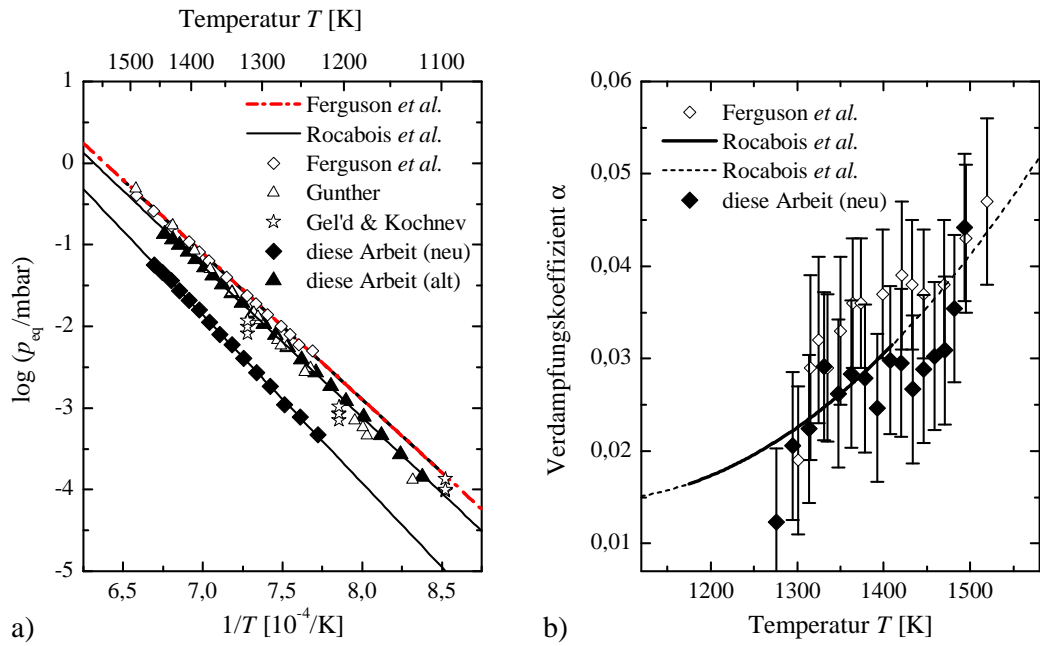 Temperatur T [K]
1500 1400 1300 1200 1100
1
0
-1
-2
-3
-4
-5
log (p_eq/mbar)
Ferguson et al.
Rocabois et al.
Ferguson et al.
Gunther
Gel'd & Kochnev
diese Arbeit (neu)
diese Arbeit (alt)
6,5 7,0 7,5 8,0 8,5
1/T [10⁻⁴/K]
a)
0,06
0,05
0,04
0,03
0,02
0,01
Verdampfungskoeffizient α
Ferguson et al.
Rocabois et al.
Rocabois et al.
diese Arbeit (neu)
1200 1300 1400 1500
Temperatur T [K]
b)